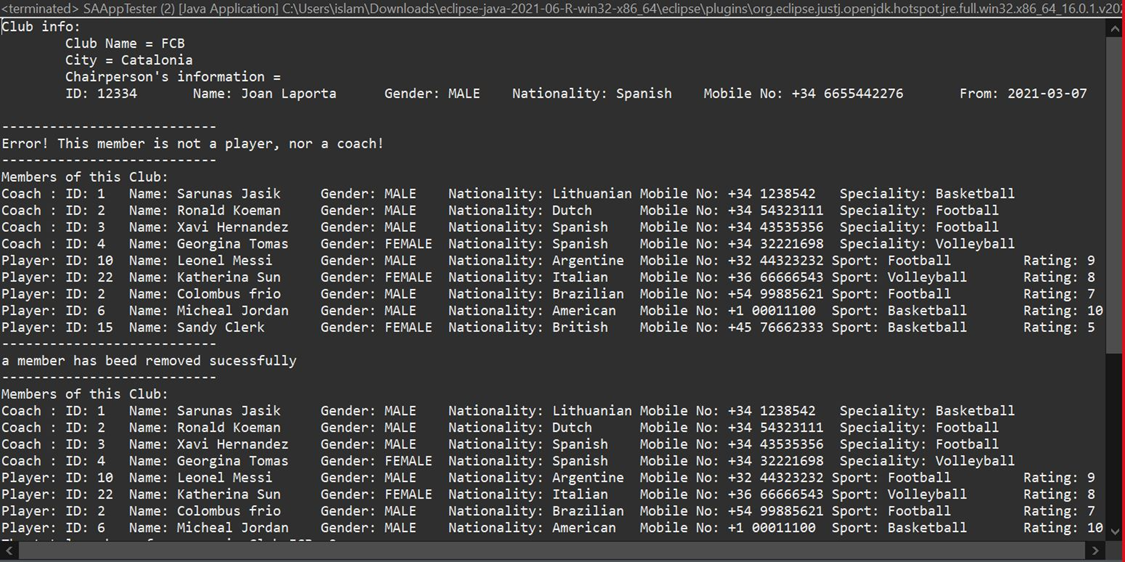 <terminated> SAAppTester (2) [Java Application] C:\Users\islam\Downloads\eclipse-java-2021-06-R-win32-x86_64\eclipse\plugins\org.eclipse.justj.openjdk.hotspot.jre.full.win32.x86_64_16.0.1.v202
Club info:
Club Name = FCB
City = Catalonia
Chairperson's information =
ID: 12334 Name: Joan Laporta Gender: MALE Nationality: Spanish Mobile No: +34 6655442276 From: 2021-03-07
---------------------------
Error! This member is not a player, nor a coach!
---------------------------
Members of this Club:
Coach : ID: 1 Name: Sarunas Jasik Gender: MALE Nationality: Lithuanian Mobile No: +34 1238542 Speciality: Basketball
Coach : ID: 2 Name: Ronald Koeman Gender: MALE Nationality: Dutch Mobile No: +34 54323111 Speciality: Football
Coach : ID: 3 Name: Xavi Hernandez Gender: MALE Nationality: Spanish Mobile No: +34 43535356 Speciality: Football
Coach : ID: 4 Name: Georgina Tomas Gender: FEMALE Nationality: Spanish Mobile No: +34 32221698 Speciality: Volleyball
Player: ID: 10 Name: Leonel Messi Gender: MALE Nationality: Argentine Mobile No: +32 44323232 Sport: Football Rating: 9
Player: ID: 22 Name: Katherina Sun Gender: FEMALE Nationality: Italian Mobile No: +36 66666543 Sport: Volleyball Rating: 8
Player: ID: 2 Name: Colombus frio Gender: MALE Nationality: Brazilian Mobile No: +54 99885621 Sport: Football Rating: 7
Player: ID: 6 Name: Micheal Jordan Gender: MALE Nationality: American Mobile No: +1 00011100 Sport: Basketball Rating: 10
Player: ID: 15 Name: Sandy Clerk Gender: FEMALE Nationality: British Mobile No: +45 76662333 Sport: Basketball Rating: 5
---------------------------
a member has beed removed sucessfully
---------------------------
Members of this Club:
Coach : ID: 1 Name: Sarunas Jasik Gender: MALE Nationality: Lithuanian Mobile No: +34 1238542 Speciality: Basketball
Coach : ID: 2 Name: Ronald Koeman Gender: MALE Nationality: Dutch Mobile No: +34 54323111 Speciality: Football
Coach : ID: 3 Name: Xavi Hernandez Gender: MALE Nationality: Spanish Mobile No: +34 43535356 Speciality: Football
Coach : ID: 4 Name: Georgina Tomas Gender: FEMALE Nationality: Spanish Mobile No: +34 32221698 Speciality: Volleyball
Player: ID: 10 Name: Leonel Messi Gender: MALE Nationality: Argentine Mobile No: +32 44323232 Sport: Football Rating: 9
Player: ID: 22 Name: Katherina Sun Gender: FEMALE Nationality: Italian Mobile No: +36 66666543 Sport: Volleyball Rating: 8
Player: ID: 2 Name: Colombus frio Gender: MALE Nationality: Brazilian Mobile No: +54 99885621 Sport: Football Rating: 7
Player: ID: 6 Name: Micheal Jordan Gender: MALE Nationality: American Mobile No: +1 00011100 Sport: Basketball Rating: 10